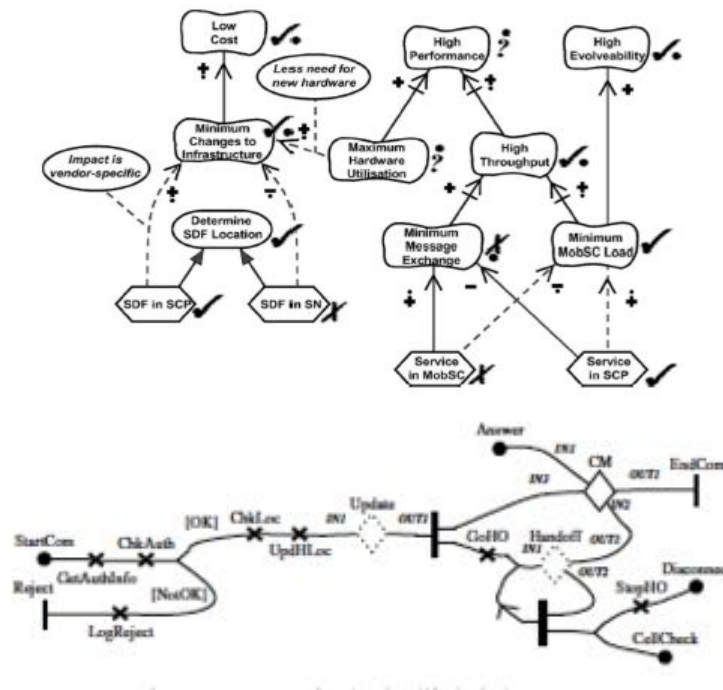 Low
Cost
High
Performance
High
Evolveability
Less need for
new hardware
Minimum
Changes to
Infrastructure
Maximum
Hardware
Utilisation
High
Throughput
Impact is
vendor-specific
Determine
SDF Location
Minimum
Message
Exchange
Minimum
MobSC Load
SDF in SCP
SDF in SN
Service
in MobSC
Service
in SCP
Answer
IN1
CM
IN3
OUT1
EndCom
IN2
[OK]
ChkLoc
Update
IN1
OUT1
UpdHLoc
StartCom
ChkAuth
GetAuthInfo
GoHO
Handoff
IN1
OUT1
OUT2
Disconnect
Reject
[NotOK]
StopHO
LogReject
CellCheck